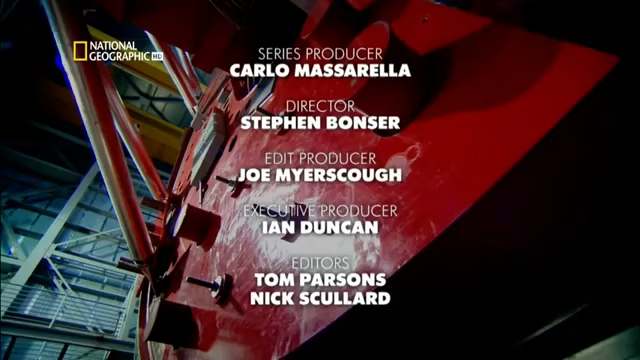 NATIONAL
GEOGRAPHIC HD
SERIES PRODUCER
CARLO MASSARELLA
DIRECTOR
STEPHEN BONSER
EDIT PRODUCER
JOE MYERSCOUGH
EXECUTIVE PRODUCER
IAN DUNCAN
EDITORS
TOM PARSONS
NICK SCULLARD